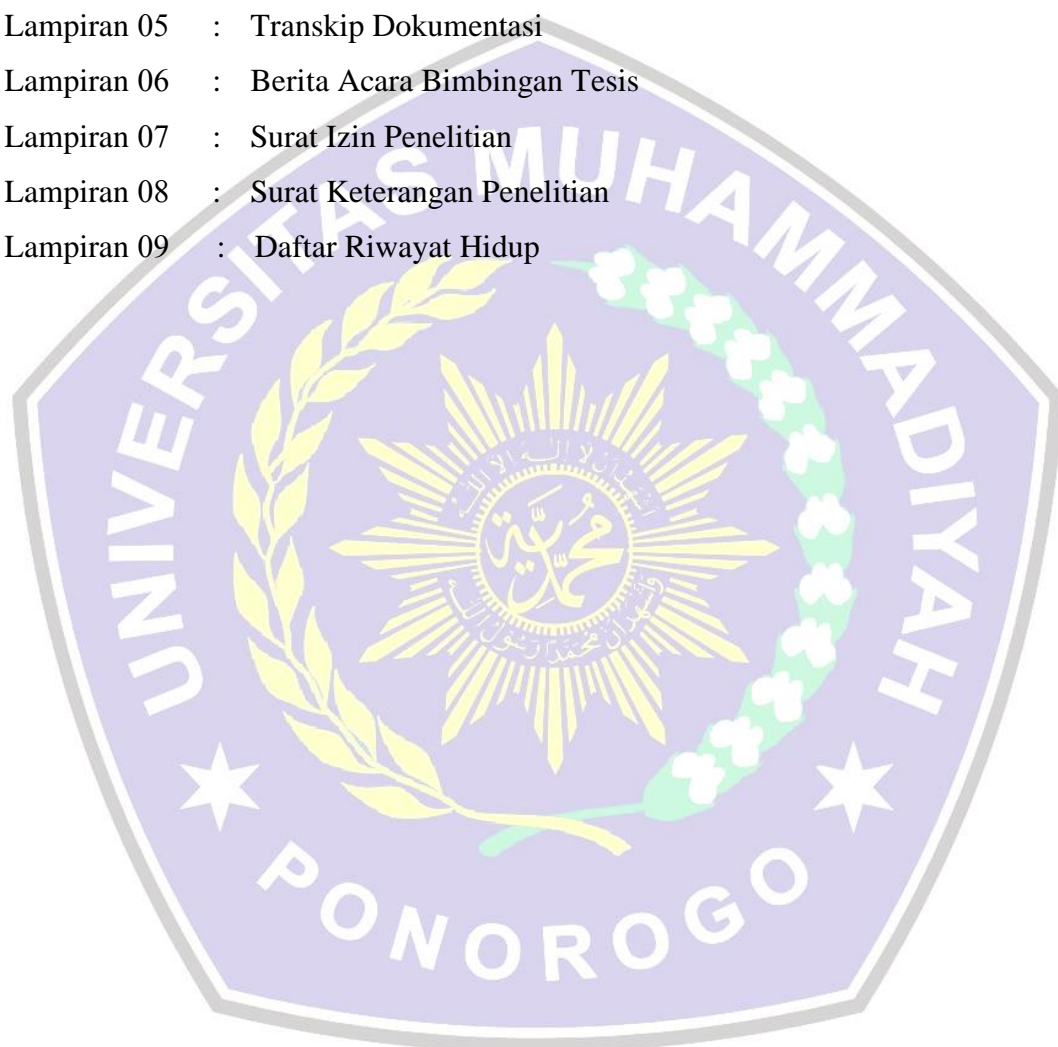 Lampiran 05 : Transkip Dokumentasi
Lampiran 06 : Berita Acara Bimbingan Tesis
Lampiran 07 : Surat Izin Penelitian
Lampiran 08 : Surat Keterangan Penelitian
Lampiran 09 : Daftar Riwayat Hidup
UNIVERSITAS MUHAMMADIYAH
PONOROGO